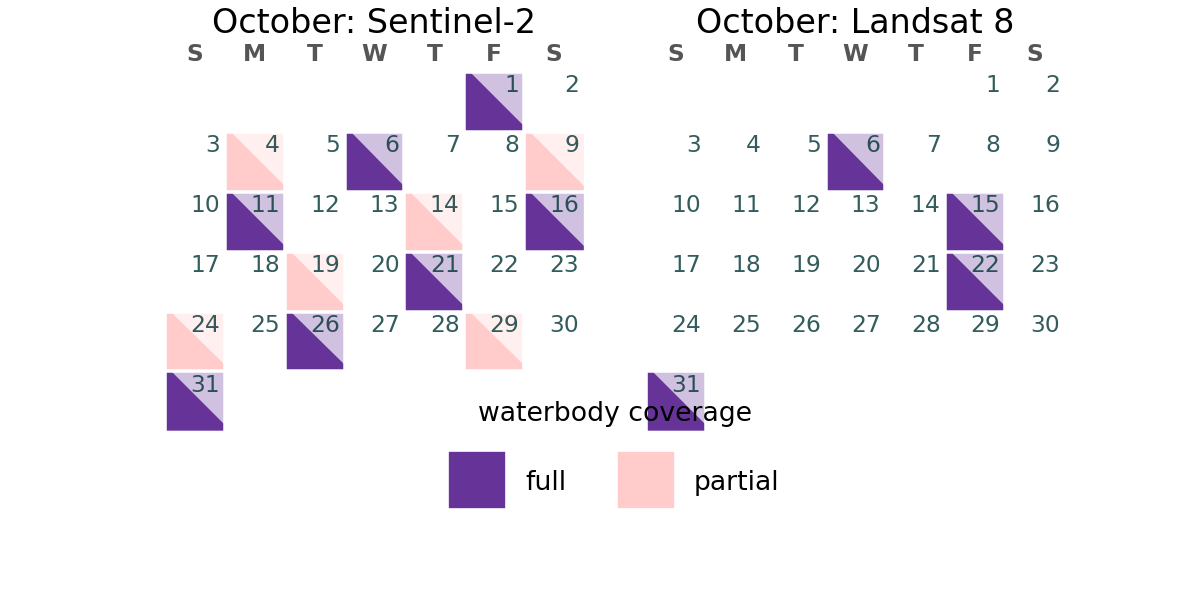 October: Sentinel-2
S M T W T F S
1 2
3 4 5 6 7 8 9
10 11 12 13 14 15 16
17 18 19 20 21 22 23
24 25 26 27 28 29 30
31
October: Landsat 8
S M T W T F S
1 2
3 4 5 6 7 8 9
10 11 12 13 14 15 16
17 18 19 20 21 22 23
24 25 26 27 28 29 30
31
waterbody coverage
full partial